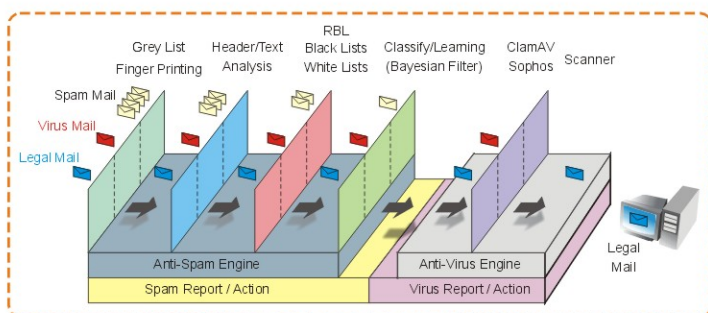 Grey List
Finger Printing
Header/Text
Analysis
RBL
Black Lists
White Lists
Classify/Learning
(Bayesian Filter)
ClamAV
Sophos
Scanner
Spam Mail
Virus Mail
Legal Mail
Legal
Mail
Anti-Spam Engine
Anti-Virus Engine
Spam Report / Action
Virus Report / Action